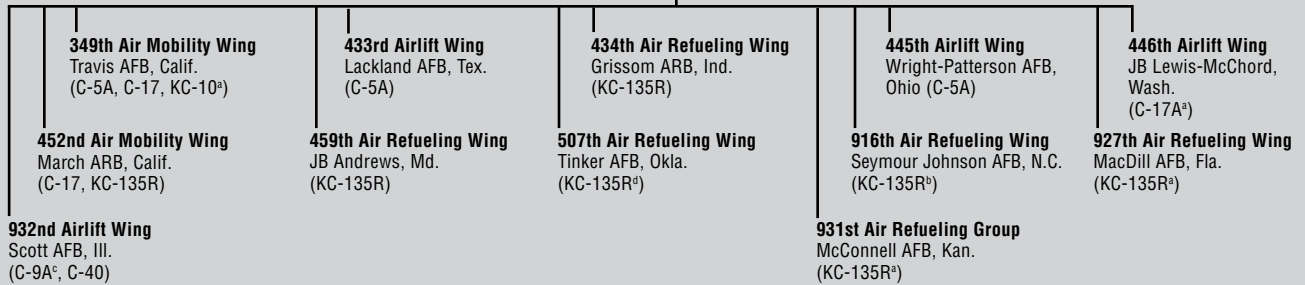 349th Air Mobility Wing
Travis AFB, Calif.
(C-5A, C-17, KC-10ᵃ)
433rd Airlift Wing
Lackland AFB, Tex.
(C-5A)
434th Air Refueling Wing
Grissom ARB, Ind.
(KC-135R)
445th Airlift Wing
Wright-Patterson AFB,
Ohio (C-5A)
446th Airlift Wing
JB Lewis-McChord,
Wash.
(C-17Aᵃ)
452nd Air Mobility Wing
March ARB, Calif.
(C-17, KC-135R)
459th Air Refueling Wing
JB Andrews, Md.
(KC-135R)
507th Air Refueling Wing
Tinker AFB, Okla.
(KC-135Rᵈ)
916th Air Refueling Wing
Seymour Johnson AFB, N.C.
(KC-135Rᵇ)
927th Air Refueling Wing
MacDill AFB, Fla.
(KC-135Rᵃ)
932nd Airlift Wing
Scott AFB, Ill.
(C-9Aᶜ, C-40)
931st Air Refueling Group
McConnell AFB, Kan.
(KC-135Rᵃ)